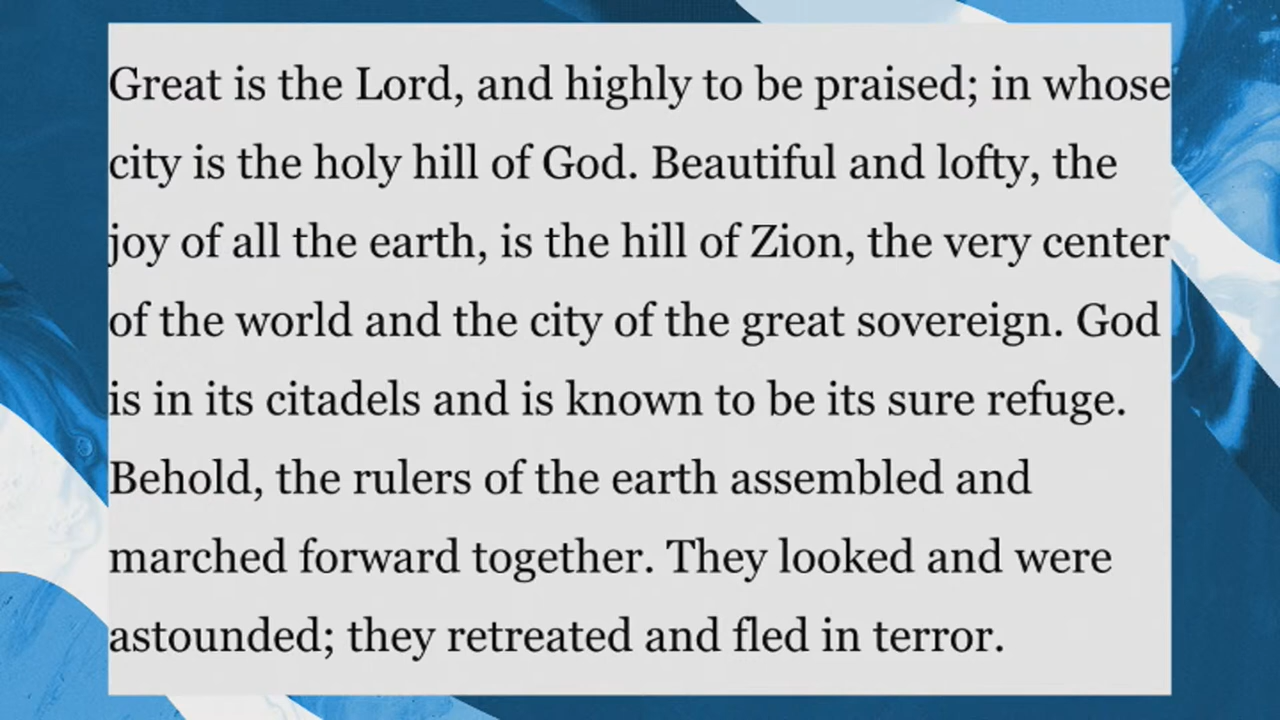 Great is the Lord, and highly to be praised; in whose
city is the holy hill of God. Beautiful and lofty, the
joy of all the earth, is the hill of Zion, the very center
of the world and the city of the great sovereign. God
is in its citadels and is known to be its sure refuge.
Behold, the rulers of the earth assembled and
marched forward together. They looked and were
astounded; they retreated and fled in terror.